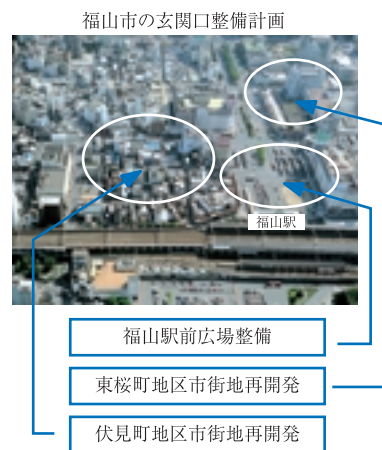 福山市の玄関口整備計画
福山駅
福山駅前広場整備
東桜町地区市街地再開発
伏見町地区市街地再開発